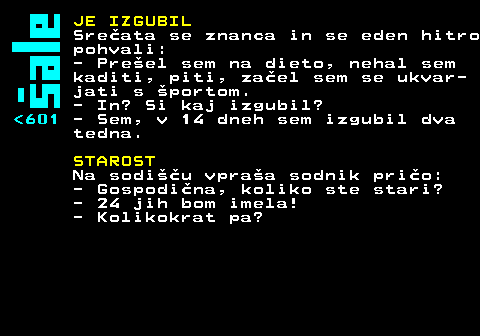 šale
<601
JE IZGUBIL
Srečata se znanca in se eden hitro
pohvali:
- Prešel sem na dieto, nehal sem
kaditi, piti, začel sem se ukvar-
jati s športom.
- In? Si kaj izgubil?
- Sem, v 14 dneh sem izgubil dva
tedna.
STAROST
Na sodišču vpraša sodnik pričo:
- Gospodična, koliko ste stari?
- 24 jih bom imela!
- Kolikokrat pa?